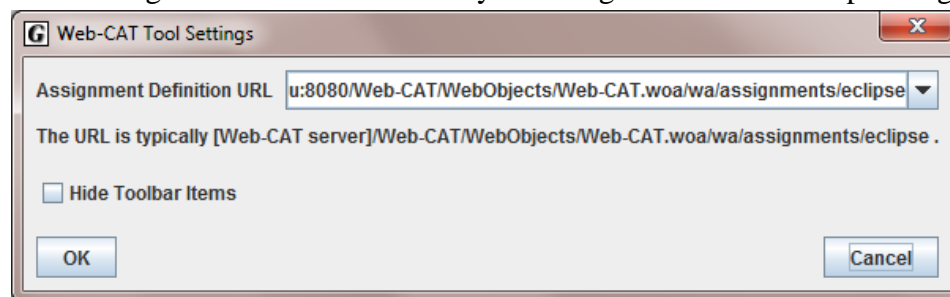 G Web-CAT Tool Settings
Assignment Definition URL u:8080/Web-CAT/WebObjects/Web-CAT.woa/wa/assignments/eclipse
The URL is typically [Web-CAT server]/Web-CAT/WebObjects/Web-CAT.woa/wa/assignments/eclipse .
Hide Toolbar Items
OK Cancel